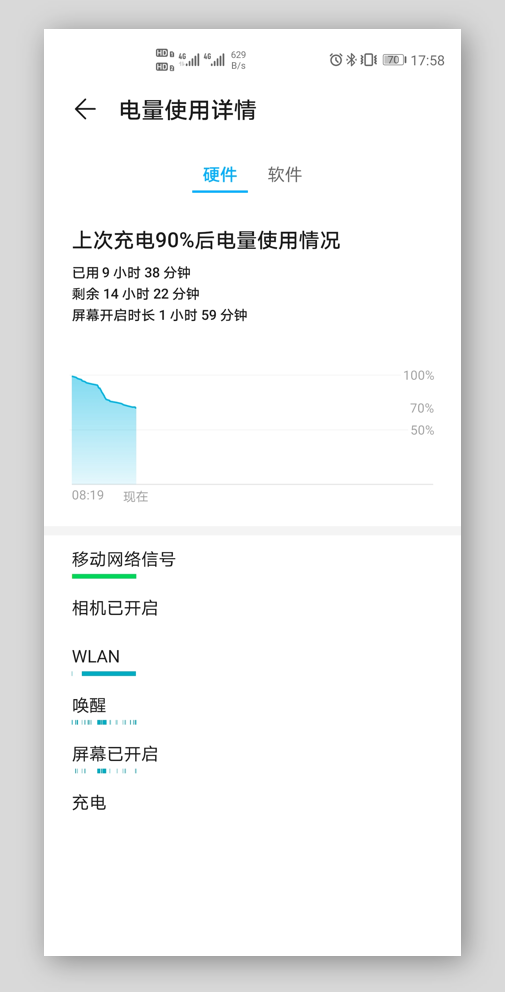 HD 1 4G 4G 629
HD 2 B/s 70 17:58
电量使用详情
硬件 软件
上次充电90%后电量使用情况
已用 9 小时 38 分钟
剩余 14 小时 22 分钟
屏幕开启时长 1 小时 59 分钟
100%
70%
50%
08:19 现在
移动网络信号
相机已开启
WLAN
唤醒
屏幕已开启
充电